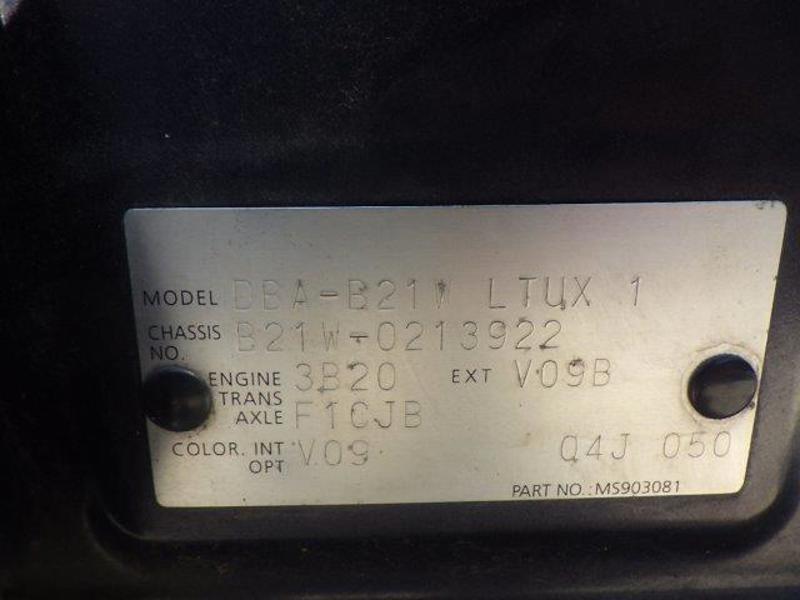 MODEL DBA-B21W LTUX 1
CHASSIS NO. B21W-0213922
ENGINE 3B20 EXT V09B
TRANS AXLE F1CJB
COLOR. INT OPT V09 Q4J 050
PART NO.: MS903081